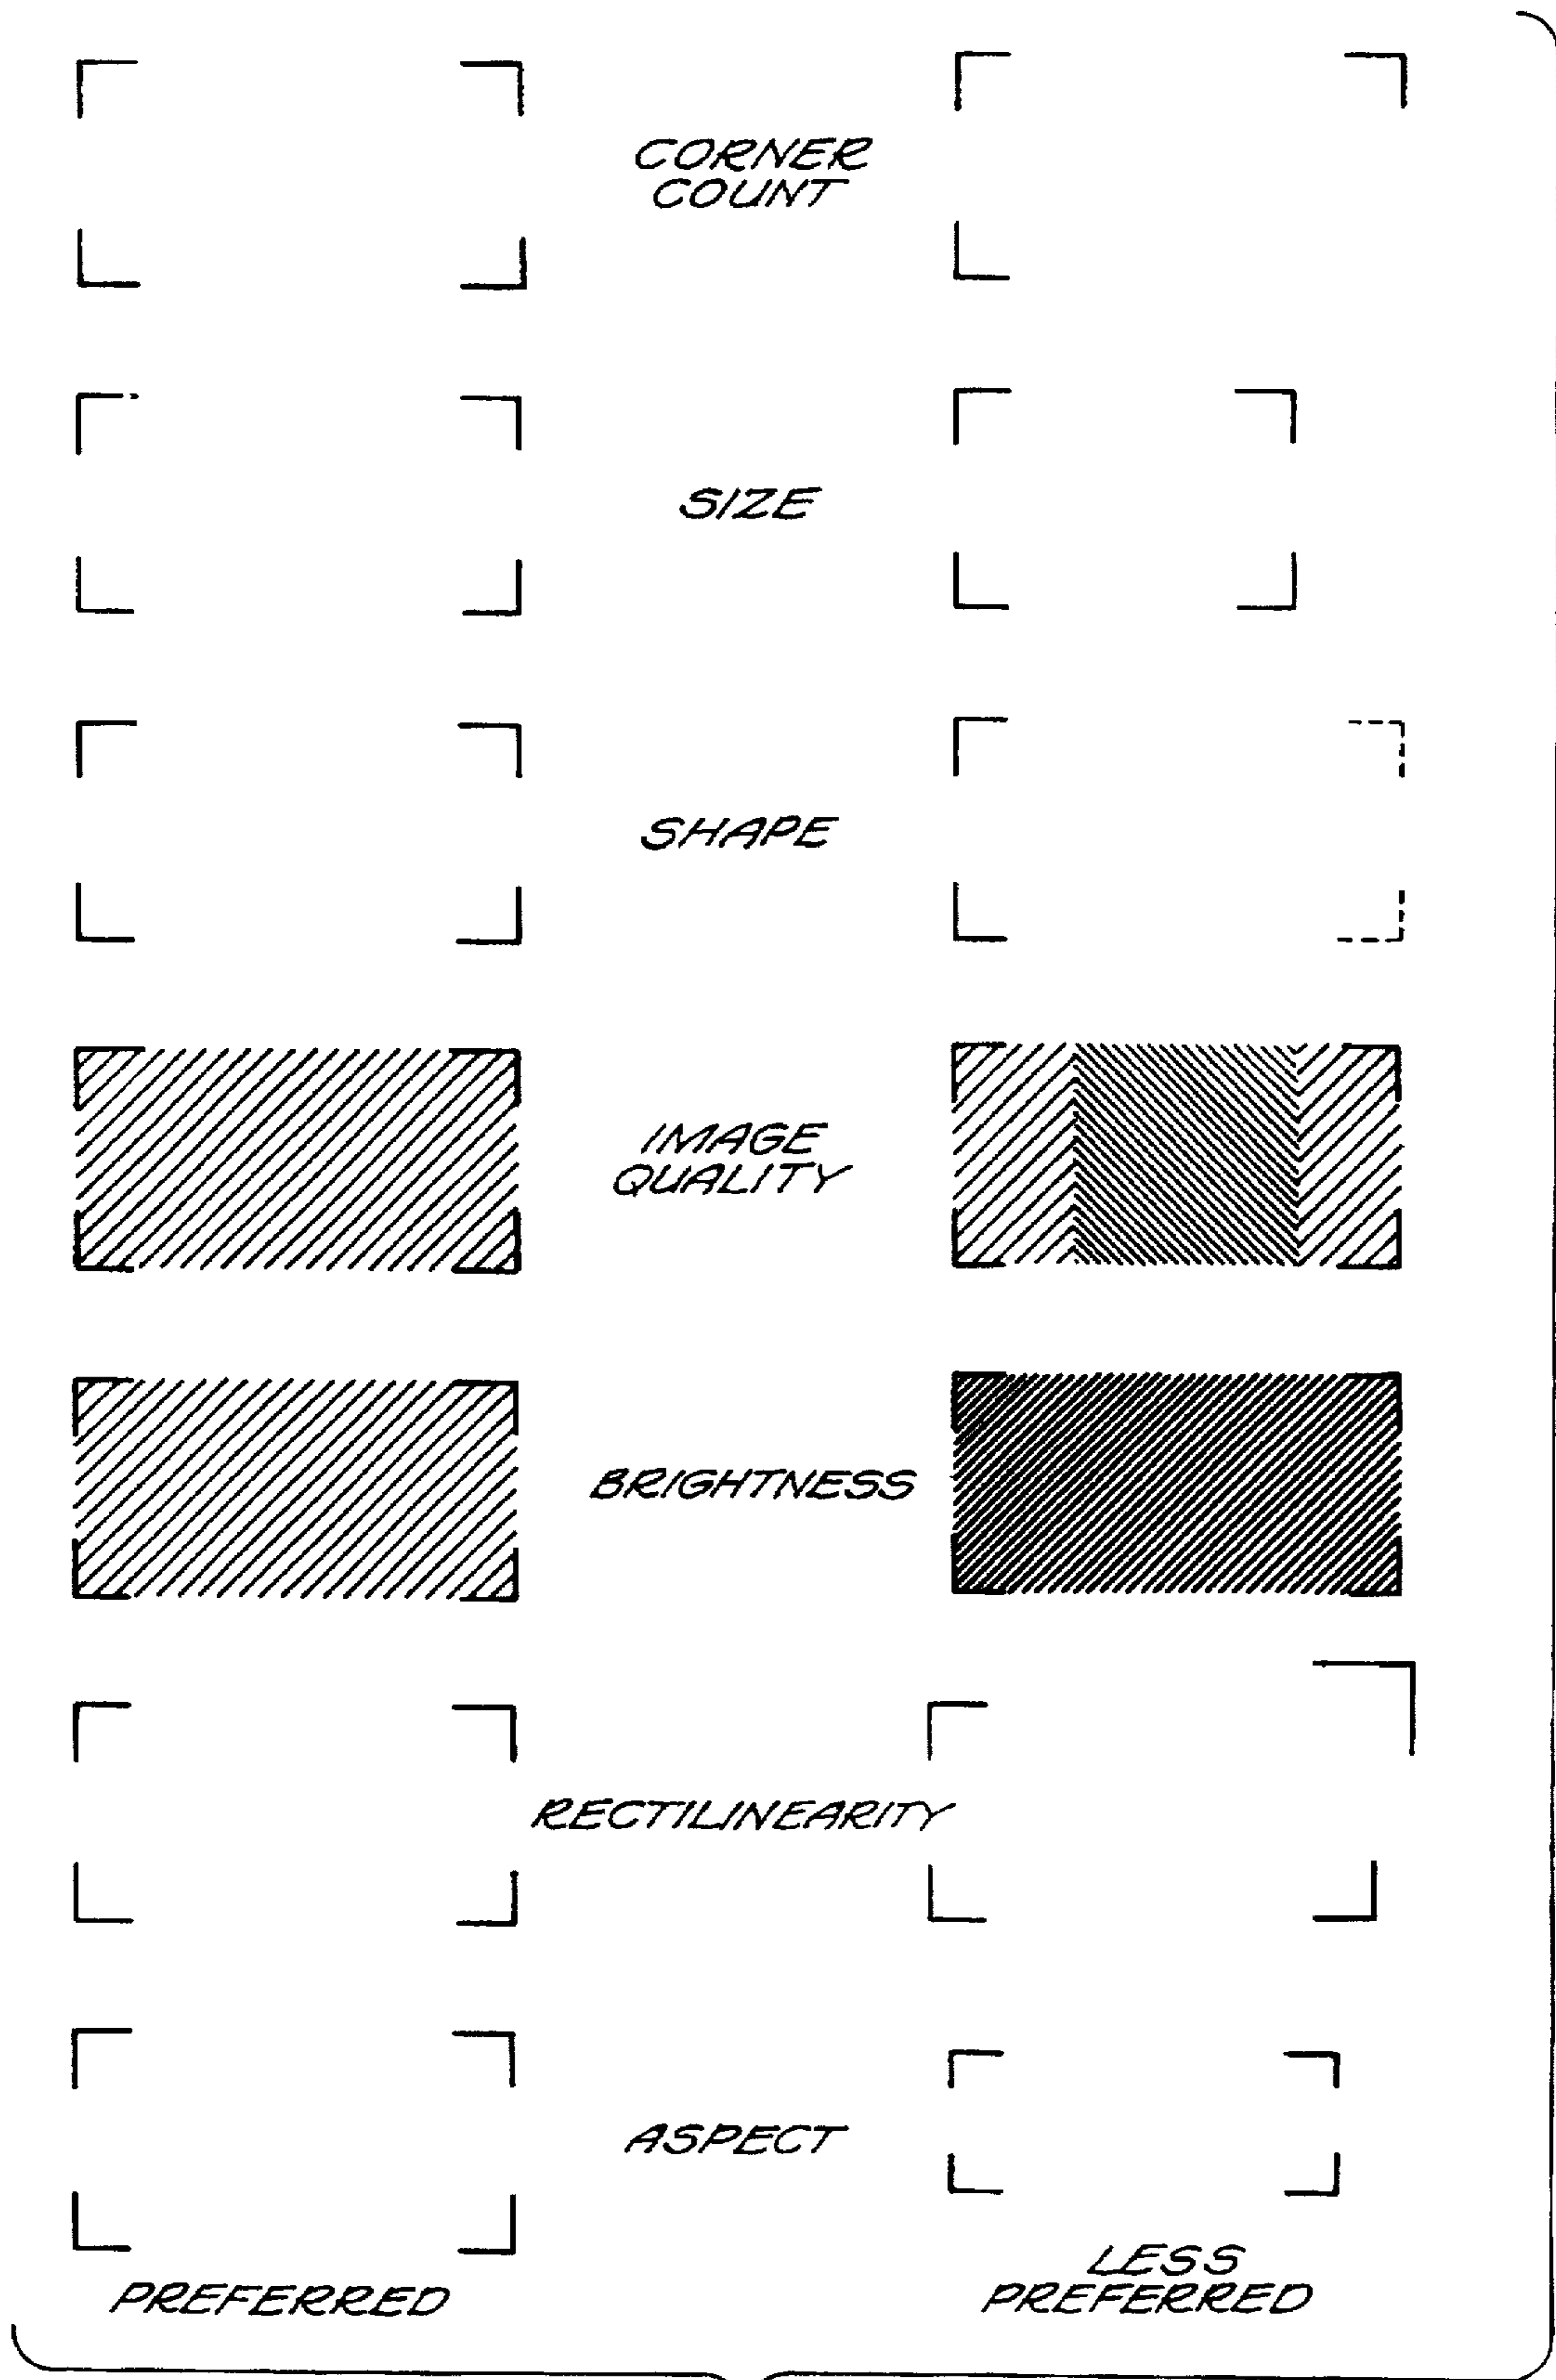 CORNER
COUNT
SIZE
SHAPE
IMAGE
QUALITY
BRIGHTNESS
RECTILINEARITY
ASPECT
PREFERRED
LESS
PREFERRED